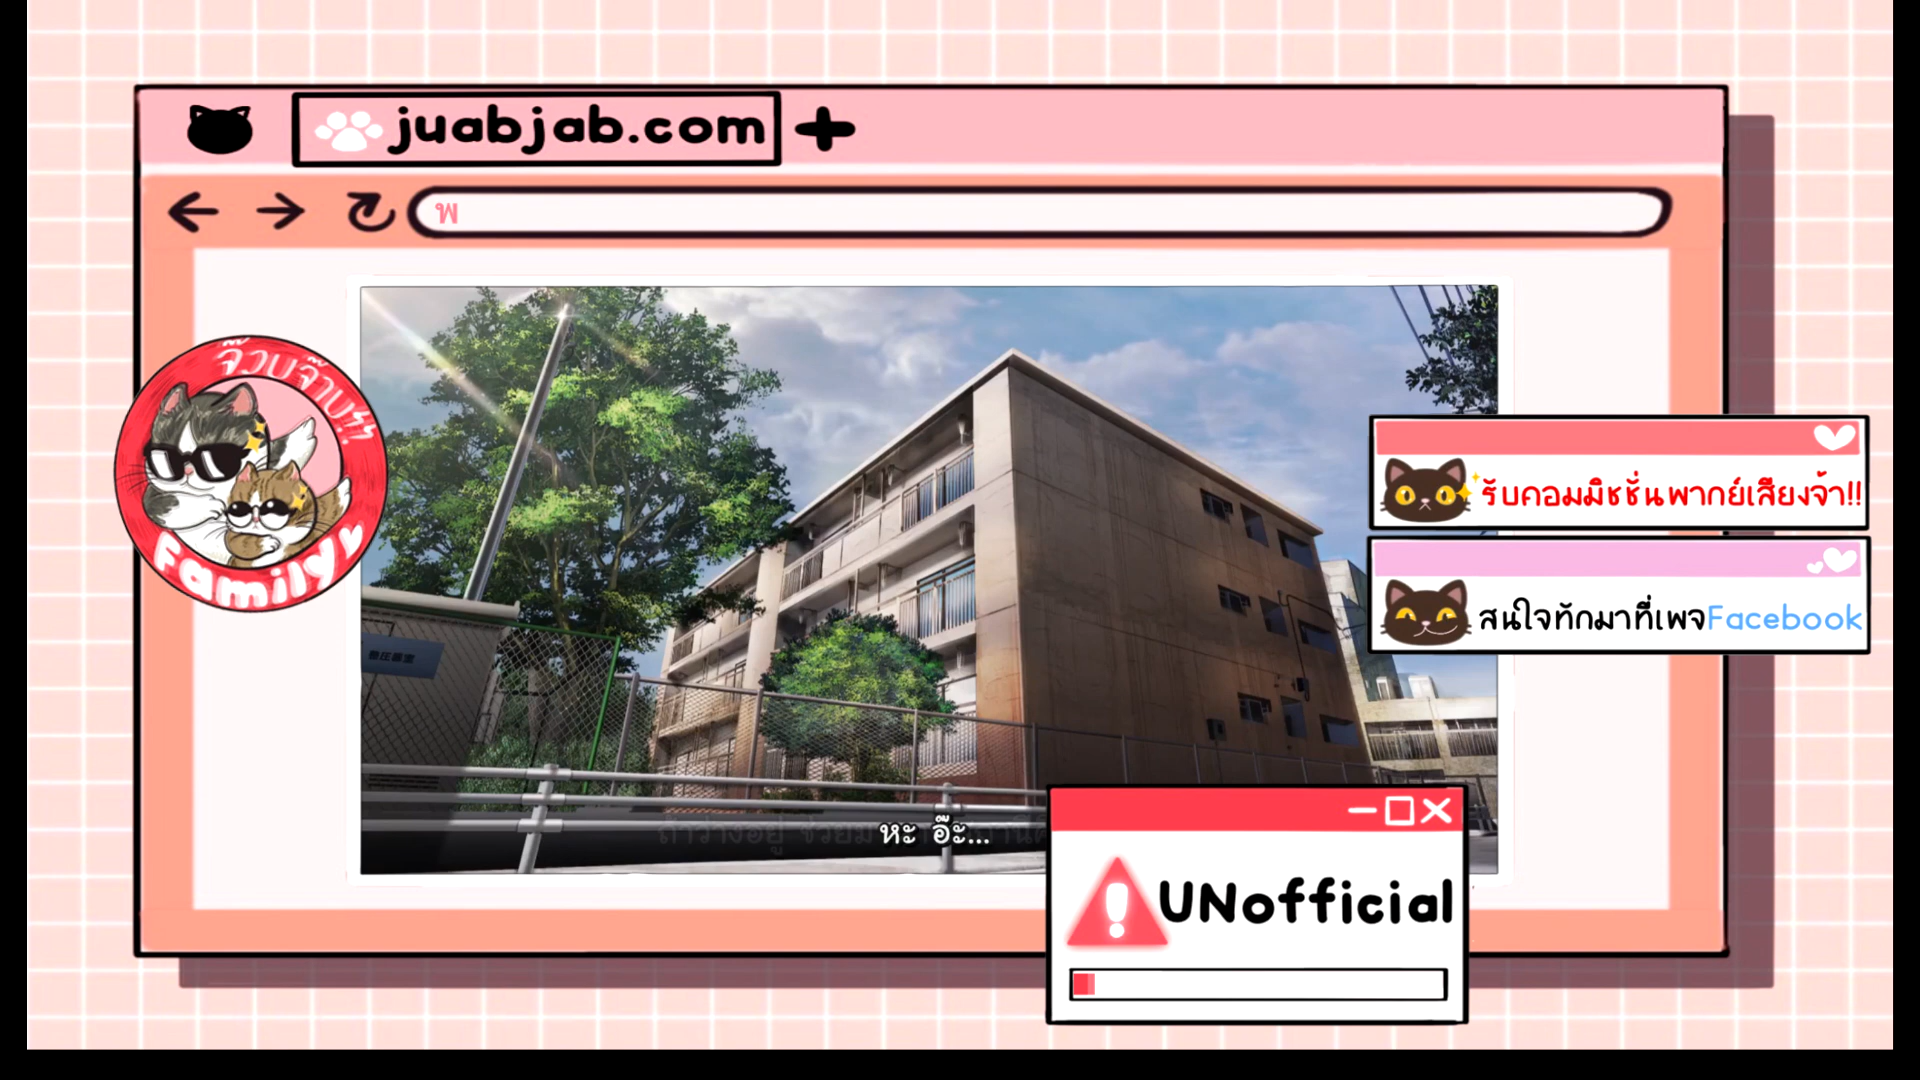 juabjab.com
พ
จ๊วบจ๊าบ!!
Family
รับคอมมิชชั่นพากย์เสียงจ้า!!
สนใจทักมาที่เพจFacebook
หะ อ๊ะ...
UNofficial